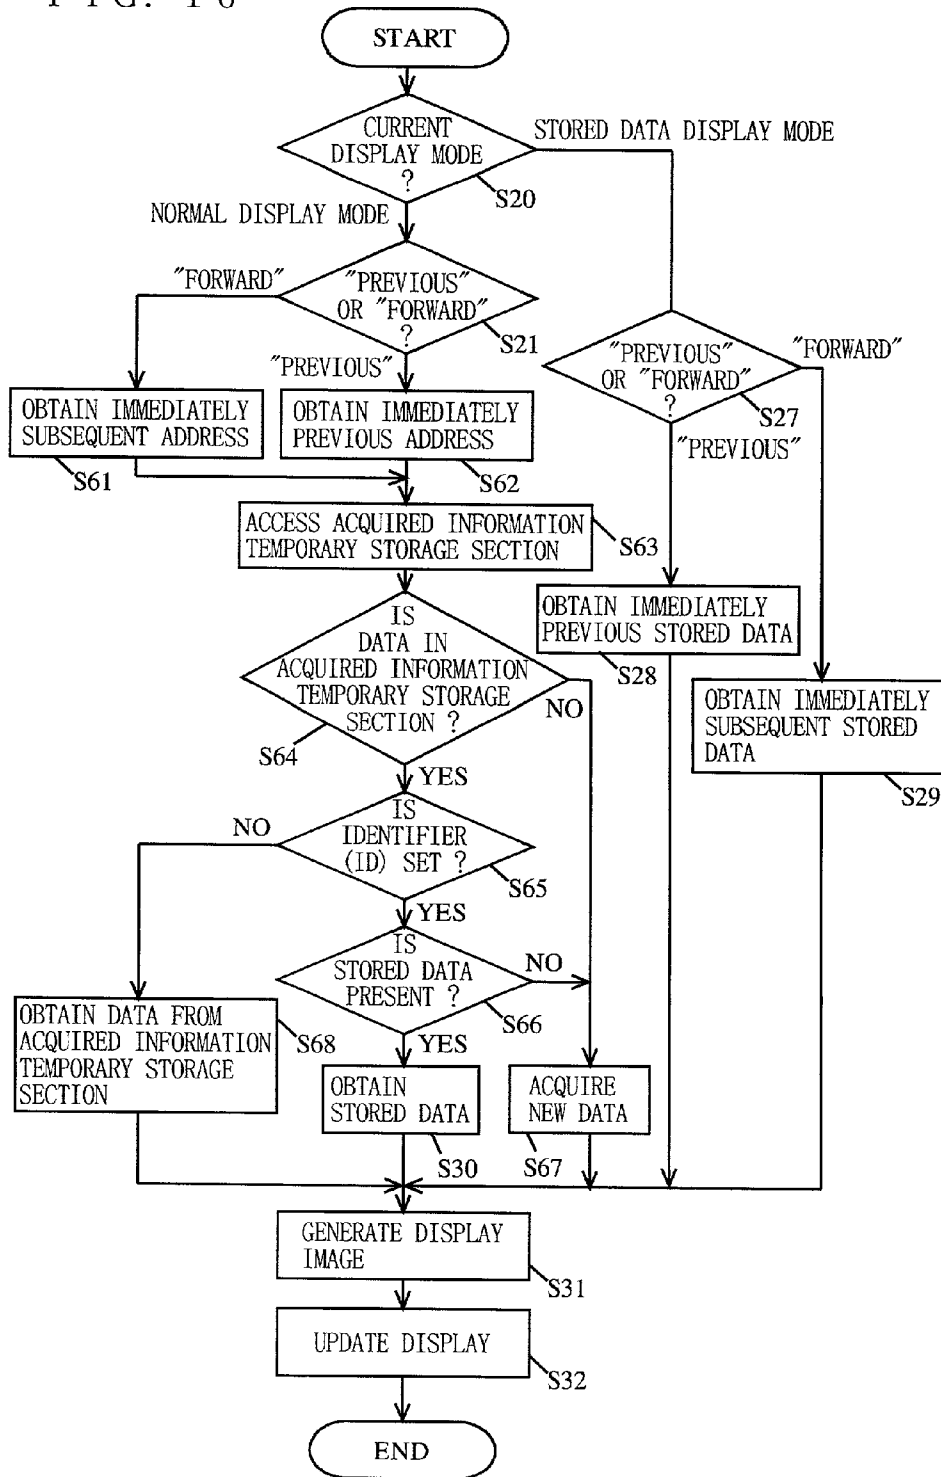 START
CURRENT
DISPLAY MODE
?
STORED DATA DISPLAY MODE
S20
NORMAL DISPLAY MODE
"FORWARD"
"PREVIOUS"
OR "FORWARD"
?
S21
"PREVIOUS"
"PREVIOUS"
OR "FORWARD"
?
"FORWARD"
S27
"PREVIOUS"
OBTAIN IMMEDIATELY
SUBSEQUENT ADDRESS
S61
OBTAIN IMMEDIATELY
PREVIOUS ADDRESS
S62
ACCESS ACQUIRED INFORMATION
TEMPORARY STORAGE SECTION
S63
OBTAIN IMMEDIATELY
PREVIOUS STORED DATA
S28
OBTAIN IMMEDIATELY
SUBSEQUENT STORED
DATA
S29
IS
DATA IN
ACQUIRED INFORMATION
TEMPORARY STORAGE
SECTION ?
NO
S64
YES
IS
IDENTIFIER
(ID) SET ?
NO
S65
YES
IS
STORED DATA
PRESENT ?
NO
S66
YES
OBTAIN DATA FROM
ACQUIRED INFORMATION
TEMPORARY STORAGE
SECTION
S68
OBTAIN
STORED DATA
S30
ACQUIRE
NEW DATA
S67
GENERATE DISPLAY
IMAGE
S31
UPDATE DISPLAY
S32
END